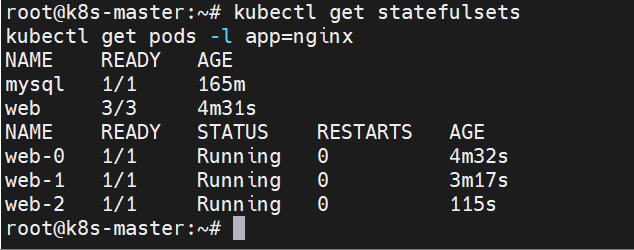 root@k8s-master:~# kubectl get statefulsets
kubectl get pods -l app=nginx
NAME    READY   AGE
mysql   1/1     165m
web     3/3     4m31s
NAME    READY   STATUS    RESTARTS   AGE
web-0   1/1     Running   0          4m32s
web-1   1/1     Running   0          3m17s
web-2   1/1     Running   0          115s
root@k8s-master:~#